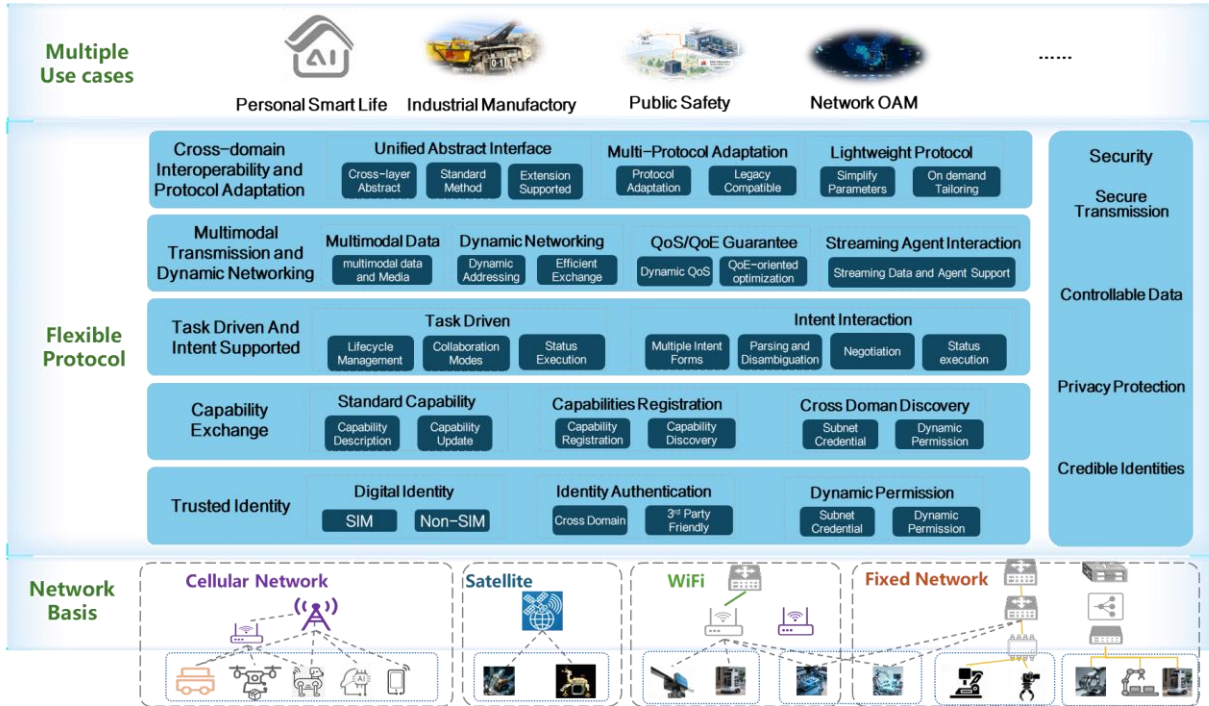 Multiple
Use cases
AI
Personal Smart Life
Industrial Manufactory
Public Safety
Network OAM
......
Flexible
Protocol
Cross-domain
Interoperability and
Protocol Adaptation
Unified Abstract Interface
Cross-layer
Abstract
Standard
Method
Extension
Supported
Multi-Protocol Adaptation
Protocol
Adaptation
Legacy
Compatible
Lightweight Protocol
Simplify
Parameters
On demand
Tailoring
Multimodal
Transmission and
Dynamic Networking
Multimodal Data
multimodal data
and Media
Dynamic Networking
Dynamic
Addressing
Efficient
Exchange
QoS/QoE Guarantee
Dynamic QoS
QoE-oriented
optimization
Streaming Agent Interaction
Streaming Data and Agent Support
Task Driven And
Intent Supported
Task Driven
Lifecycle
Management
Collaboration
Modes
Status
Execution
Intent Interaction
Multiple Intent
Forms
Parsing and
Disambiguation
Negotiation
Status
execution
Capability
Exchange
Standard Capability
Capability
Description
Capability
Update
Capabilities Registration
Capability
Registration
Capability
Discovery
Cross Doman Discovery
Subnet
Credential
Dynamic
Permission
Trusted Identity
Digital Identity
SIM
Non-SIM
Identity Authentication
Cross Domain
3rd Party
Friendly
Dynamic Permission
Subnet
Credential
Dynamic
Permission
Security
Secure
Transmission
Controllable Data
Privacy Protection
Credible Identities
Network
Basis
Cellular Network
AI
Satellite
WiFi
Fixed Network